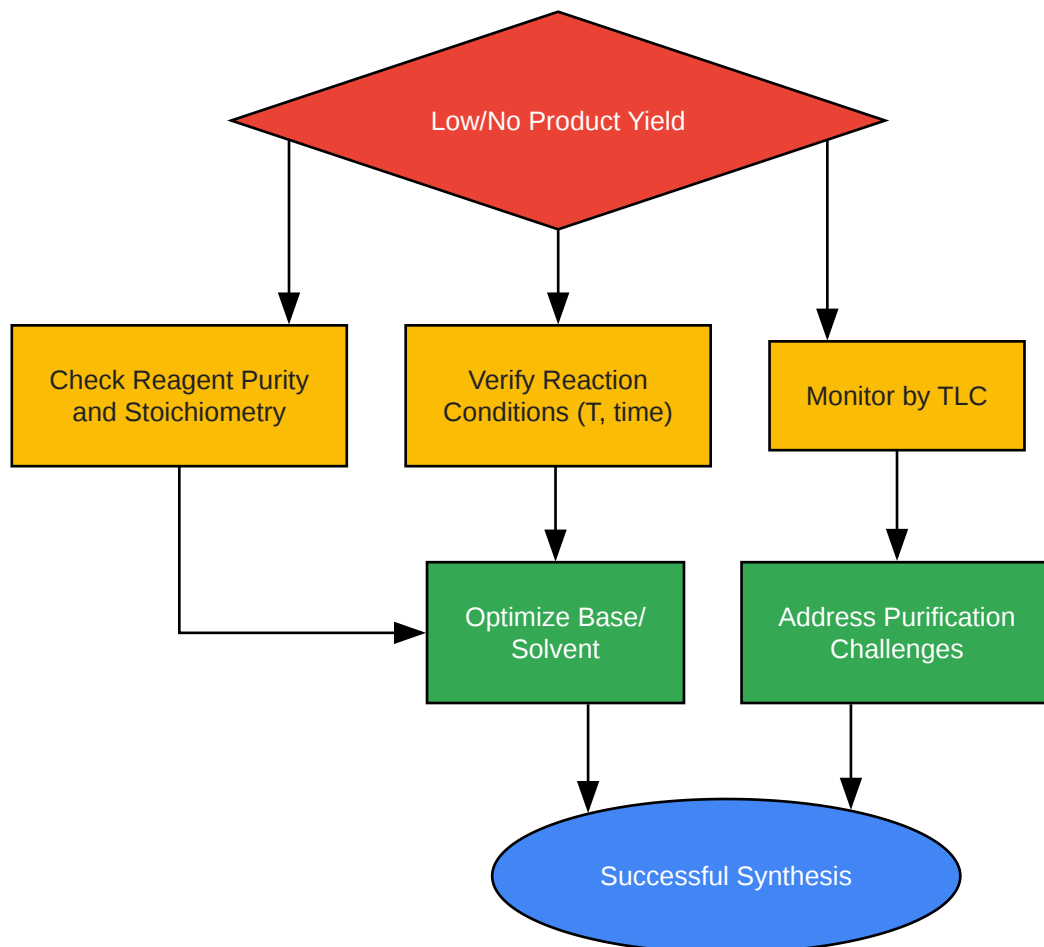 Low/No Product Yield
Check Reagent Purity
and Stoichiometry
Verify Reaction
Conditions (T, time)
Monitor by TLC
Optimize Base/
Solvent
Address Purification
Challenges
Successful Synthesis